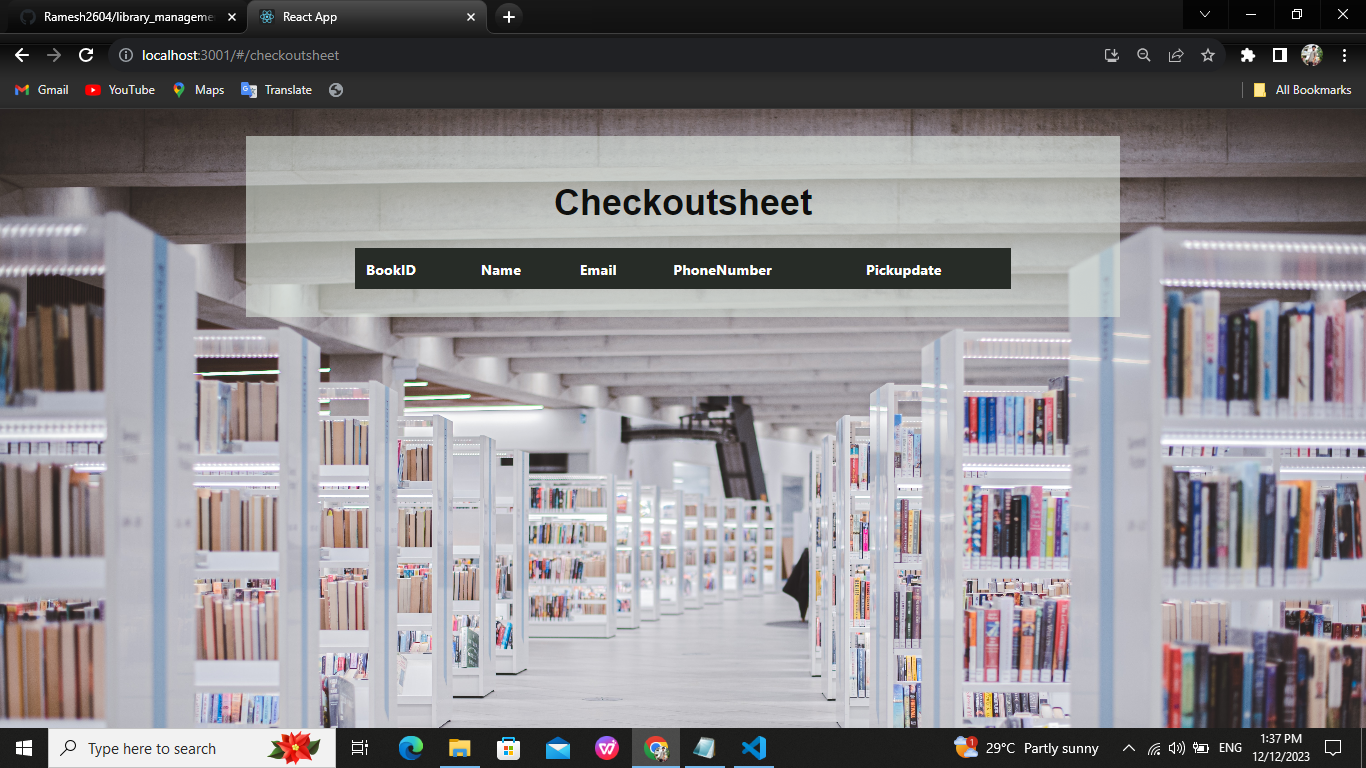 Ramesh2604/library_manageme
React App
localhost:3001/#/checkoutsheet
Gmail
YouTube
Maps
Translate
All Bookmarks
Checkoutsheet
BookID Name Email PhoneNumber Pickupdate
Type here to search
1
29°C Partly sunny
ENG
1:37 PM
12/12/2023